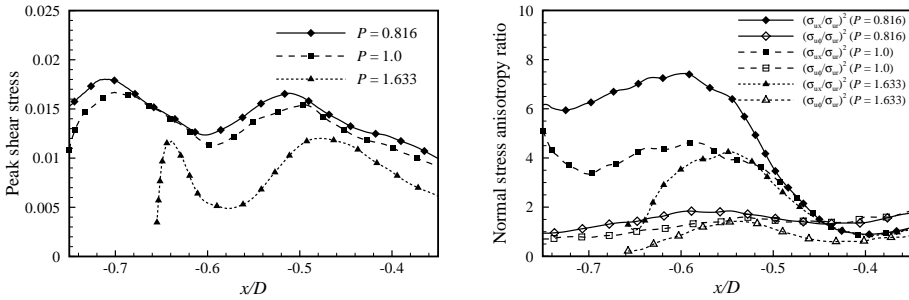 0.025
0.02
0.015
0.01
0.005
0
Peak shear stress
P = 0.816
P = 1.0
P = 1.633
-0.7
-0.6
-0.5
-0.4
x/D
10
8
6
4
2
0
Normal stress anisotropy ratio
(σux/σur)² (P = 0.816)
(σuϕ/σur)² (P = 0.816)
(σux/σur)² (P = 1.0)
(σuϕ/σur)² (P = 1.0)
(σux/σur)² (P = 1.633)
(σuϕ/σur)² (P = 1.633)
-0.7
-0.6
-0.5
-0.4
x/D